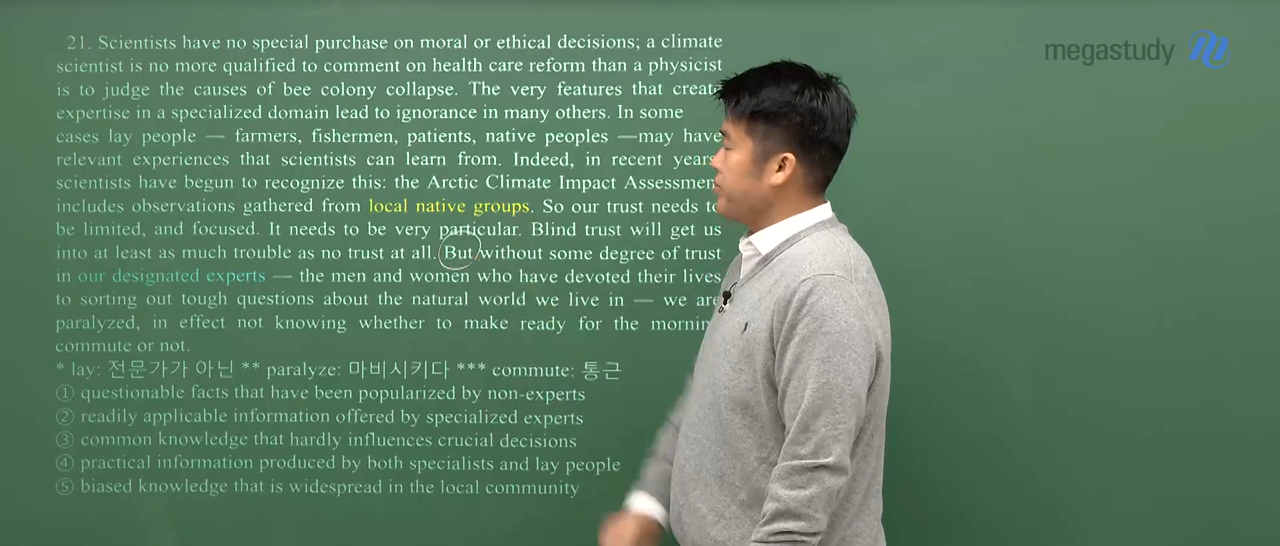 megastudy
21. Scientists have no special purchase on moral or ethical decisions; a climate
scientist is no more qualified to comment on health care reform than a physicist
is to judge the causes of bee colony collapse. The very features that create
expertise in a specialized domain lead to ignorance in many others. In some
cases lay people — farmers, fishermen, patients, native peoples —may have
relevant experiences that scientists can learn from. Indeed, in recent years
scientists have begun to recognize this: the Arctic Climate Impact Assessmen
includes observations gathered from local native groups. So our trust needs to
be limited, and focused. It needs to be very particular. Blind trust will get us
into at least as much trouble as no trust at all. But without some degree of trust
in our designated experts — the men and women who have devoted their lives
to sorting out tough questions about the natural world we live in — we are
paralyzed, in effect not knowing whether to make ready for the mornin
commute or not.
* lay: 전문가가 아닌 ** paralyze: 마비시키다 *** commute: 통근
① questionable facts that have been popularized by non-experts
② readily applicable information offered by specialized experts
③ common knowledge that hardly influences crucial decisions
④ practical information produced by both specialists and lay people
⑤ biased knowledge that is widespread in the local community